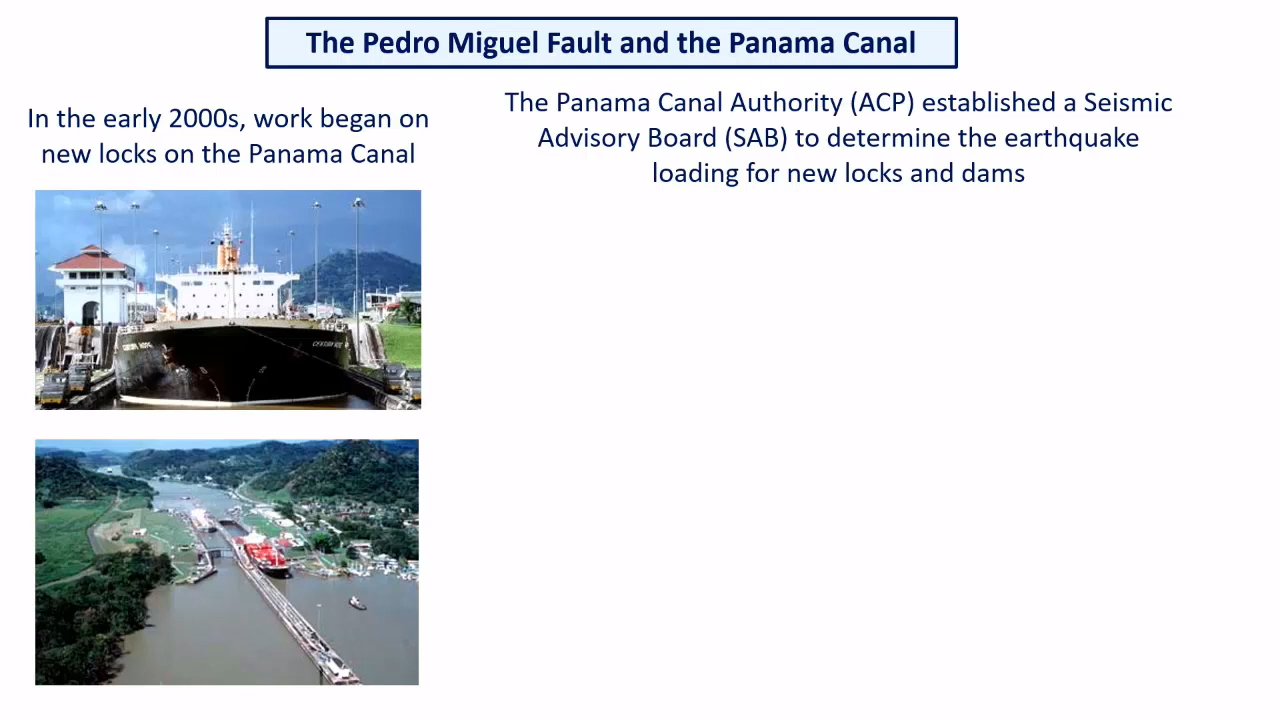 The Pedro Miguel Fault and the Panama Canal
In the early 2000s, work began on
new locks on the Panama Canal
The Panama Canal Authority (ACP) established a Seismic
Advisory Board (SAB) to determine the earthquake
loading for new locks and dams